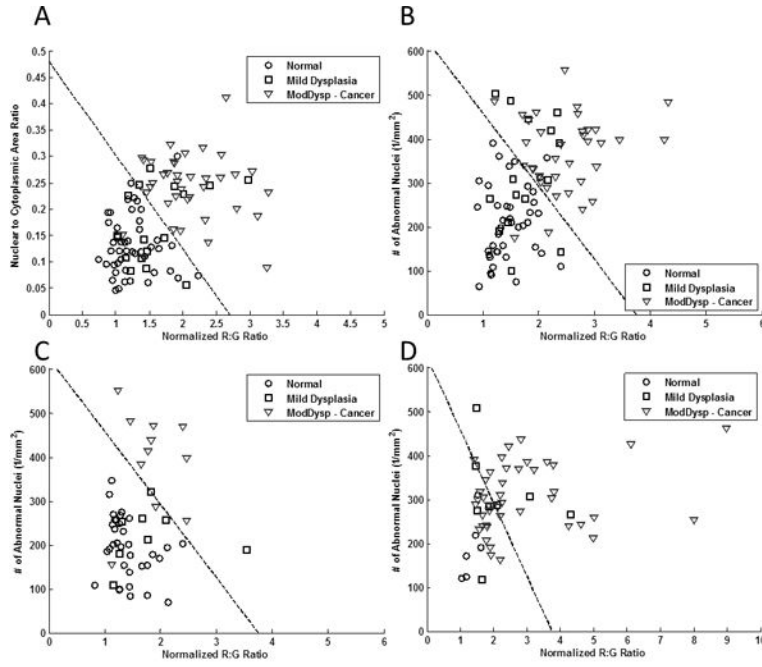 A
Nuclear to Cytoplasmic Area Ratio
0.5
0.45
0.4
0.35
0.3
0.25
0.2
0.15
0.1
0.05
0
0 0.5 1 1.5 2 2.5 3 3.5 4 4.5 5
Normalized R:G Ratio
Normal
Mild Dysplasia
ModDysp - Cancer
B
# of Abnormal Nuclei (1/mm²)
600
500
400
300
200
100
0
0 1 2 3 4 5 6
Normalized R:G Ratio
Normal
Mild Dysplasia
ModDysp - Cancer
C
# of Abnormal Nuclei (1/mm²)
600
500
400
300
200
100
0
0 1 2 3 4 5 6
Normalized R:G Ratio
Normal
Mild Dysplasia
ModDysp - Cancer
D
# of Abnormal Nuclei (1/mm²)
600
500
400
300
200
100
0
0 1 2 3 4 5 6 7 8 9 10
Normalized R:G Ratio
Normal
Mild Dysplasia
ModDysp - Cancer